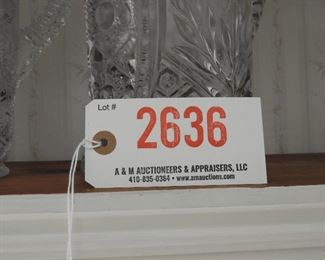 Lot #
2636
A & M AUCTIONEERS & APPRAISERS, LLC
410-835-0384 • www.amauctions.com